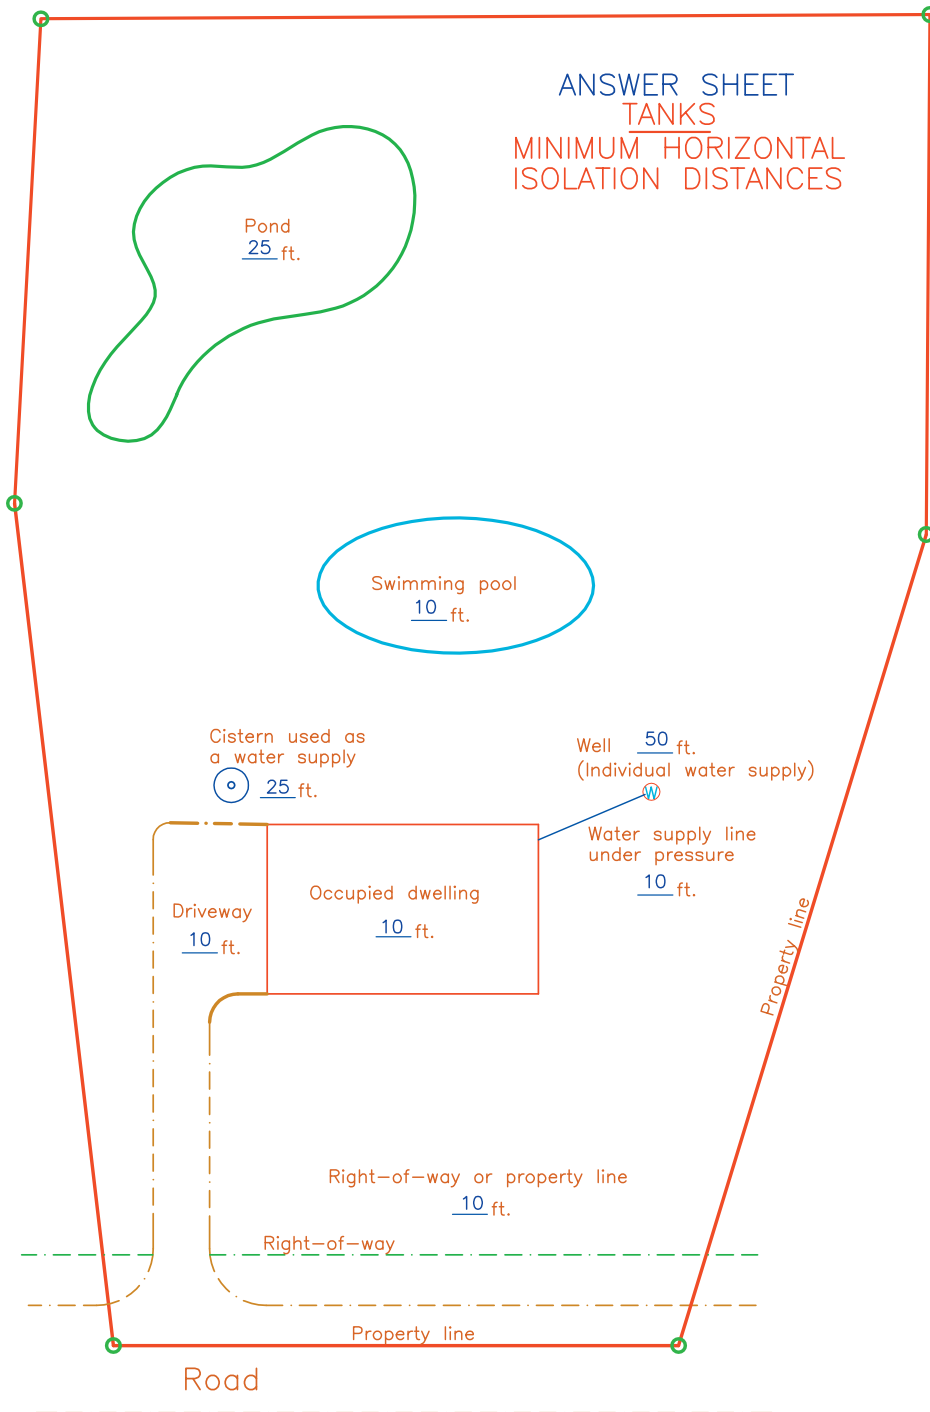 ANSWER SHEET
TANKS
MINIMUM HORIZONTAL
ISOLATION DISTANCES
Pond
25 ft.
Swimming pool
10 ft.
Cistern used as
a water supply
25 ft.
Well 50 ft.
(Individual water supply)
W
Water supply line
under pressure
10 ft.
Occupied dwelling
10 ft.
Driveway
10 ft.
Property line
Right-of-way or property line
10 ft.
Right-of-way
Property line
Road